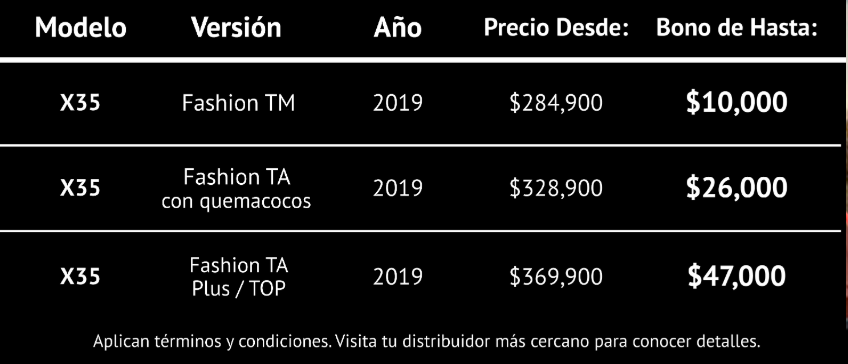 Modelo Versión Año Precio Desde: Bono de Hasta:
X35 Fashion TM 2019 $284,900 $10,000
X35 Fashion TA con quemacocos 2019 $328,900 $26,000
X35 Fashion TA Plus / TOP 2019 $369,900 $47,000
Aplican términos y condiciones. Visita tu distribuidor más cercano para conocer detalles.